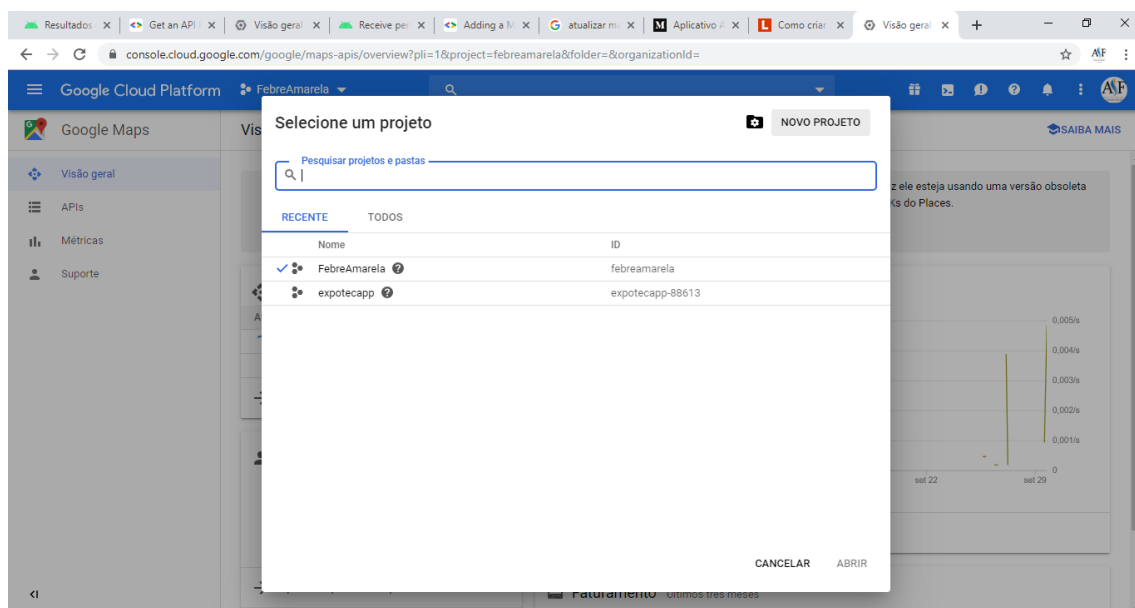 Resultados
Get an API
Visão geral
Receive per
Adding a M
atualizar ma
Aplicativo A
Como criar
Visão geral
console.cloud.google.com/google/maps-apis/overview?pli=1&project=febreamarela&folder=&organizationId=
Google Cloud Platform
FebreAmarela
Google Maps
Vis
SAIBA MAIS
Visão geral
APIs
Métricas
Suporte
Selecione um projeto
NOVO PROJETO
Pesquisar projetos e pastas
RECENTE TODOS
Nome ID
FebreAmarela febreamarela
expotecapp expotecapp-88613
CANCELAR ABRIR
z ele esteja usando uma versão obsoleta
Ks do Places.
0,005/s
0,004/s
0,003/s
0,002/s
0,001/s
0
set 22 set 29
Faturamento Últimos três meses